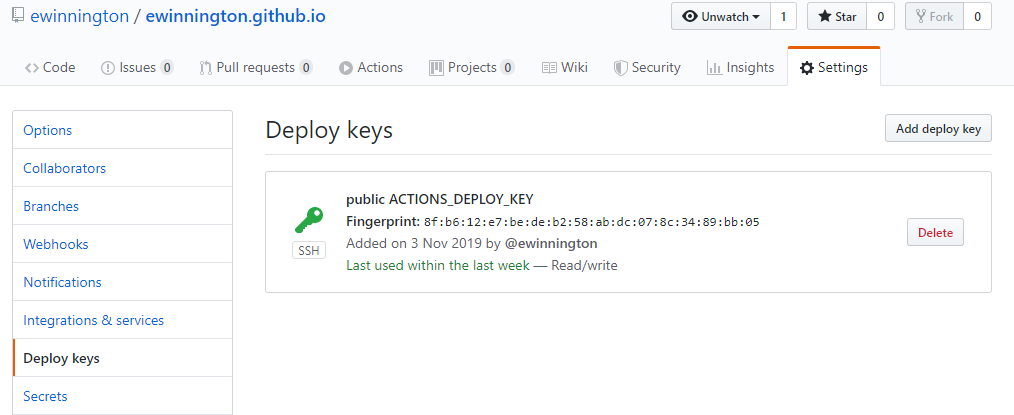 ewinnington / ewinnington.github.io
Unwatch 1
Star 0
Fork 0
Code
Issues 0
Pull requests 0
Actions
Projects 0
Wiki
Security
Insights
Settings
Options
Collaborators
Branches
Webhooks
Notifications
Integrations & services
Deploy keys
Secrets
Deploy keys
Add deploy key
SSH
public ACTIONS_DEPLOY_KEY
Fingerprint: 8f:b6:12:e7:be:de:b2:58:ab:dc:07:8c:34:89:bb:05
Added on 3 Nov 2019 by @ewinnington
Last used within the last week — Read/write
Delete